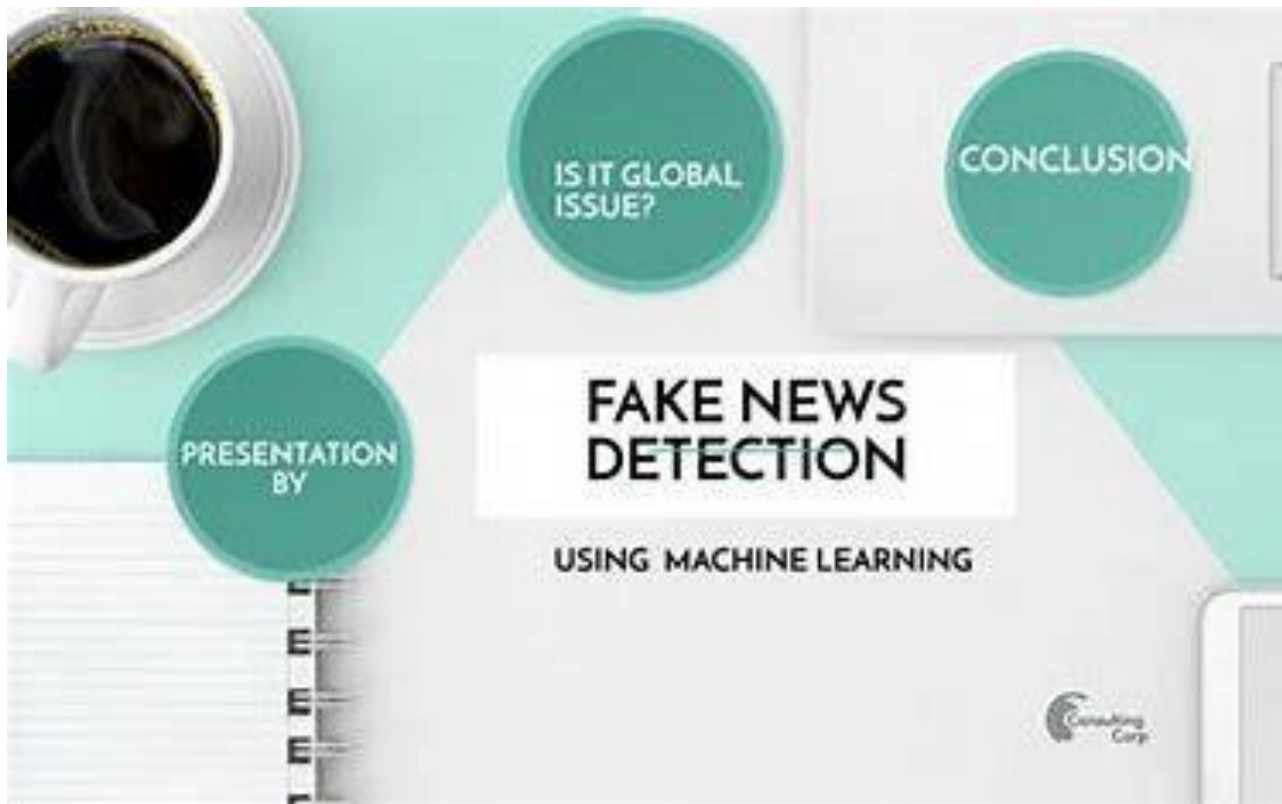 IS IT GLOBAL
ISSUE?
CONCLUSION
PRESENTATION
BY
FAKE NEWS
DETECTION
USING MACHINE LEARNING
Consulting
Corp